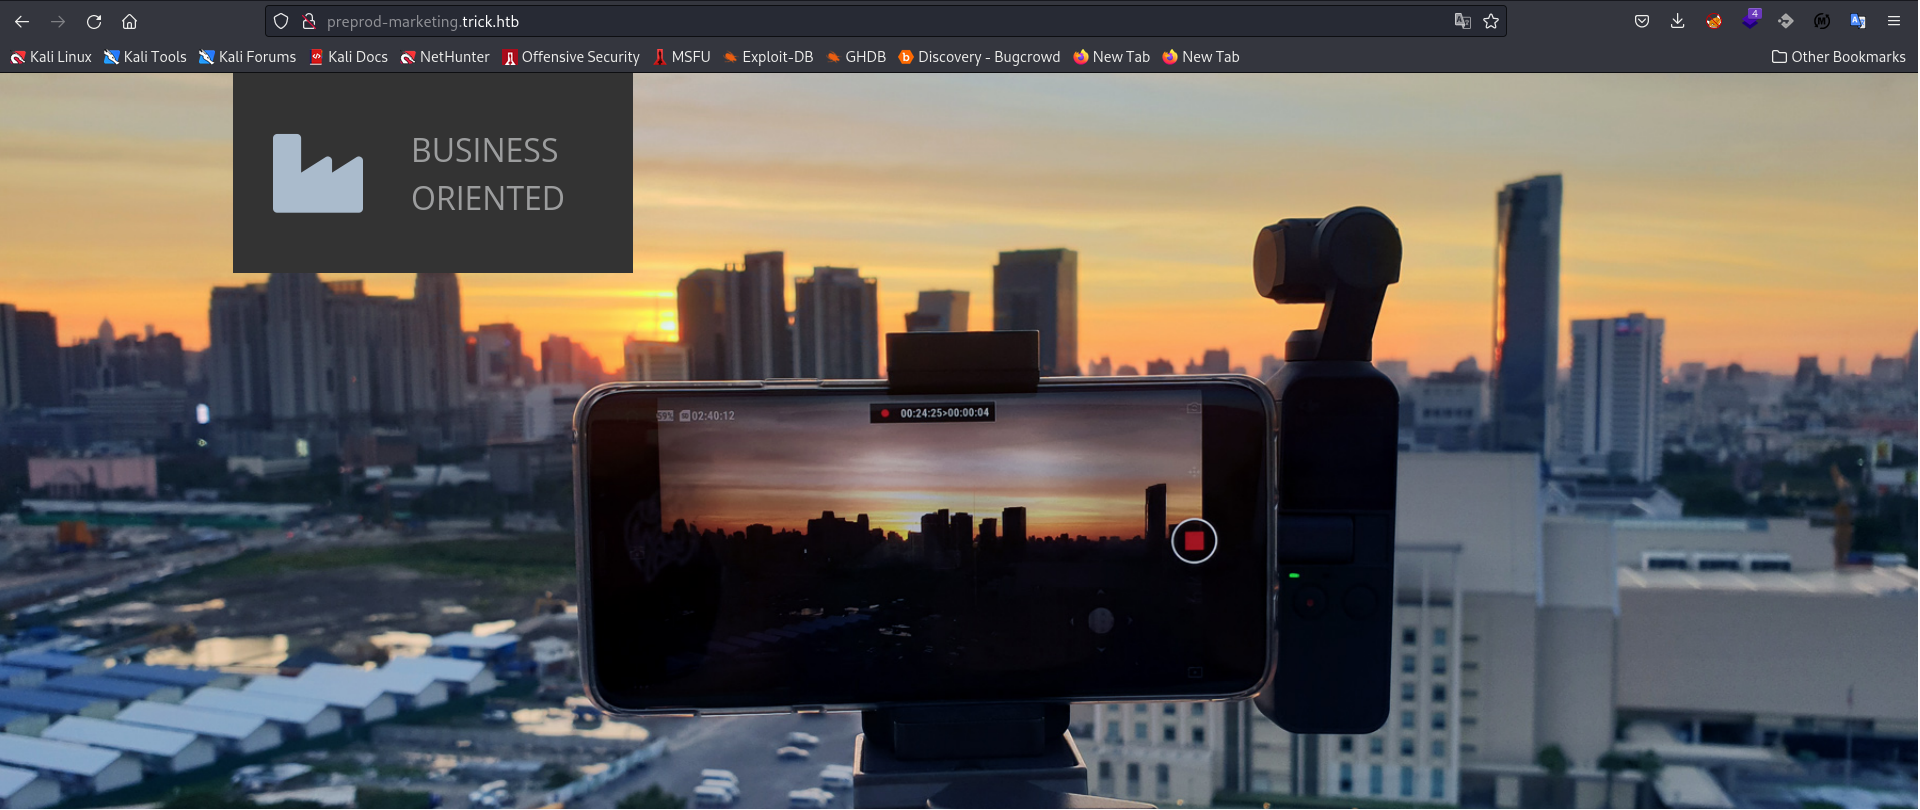 preprod-marketing.trick.htb
4
Kali Linux Kali Tools Kali Forums Kali Docs NetHunter Offensive Security MSFU Exploit-DB GHDB Discovery - Bugcrowd New Tab New Tab Other Bookmarks
BUSINESS
ORIENTED
59% 02:40:12 00:24:25>00:00:04